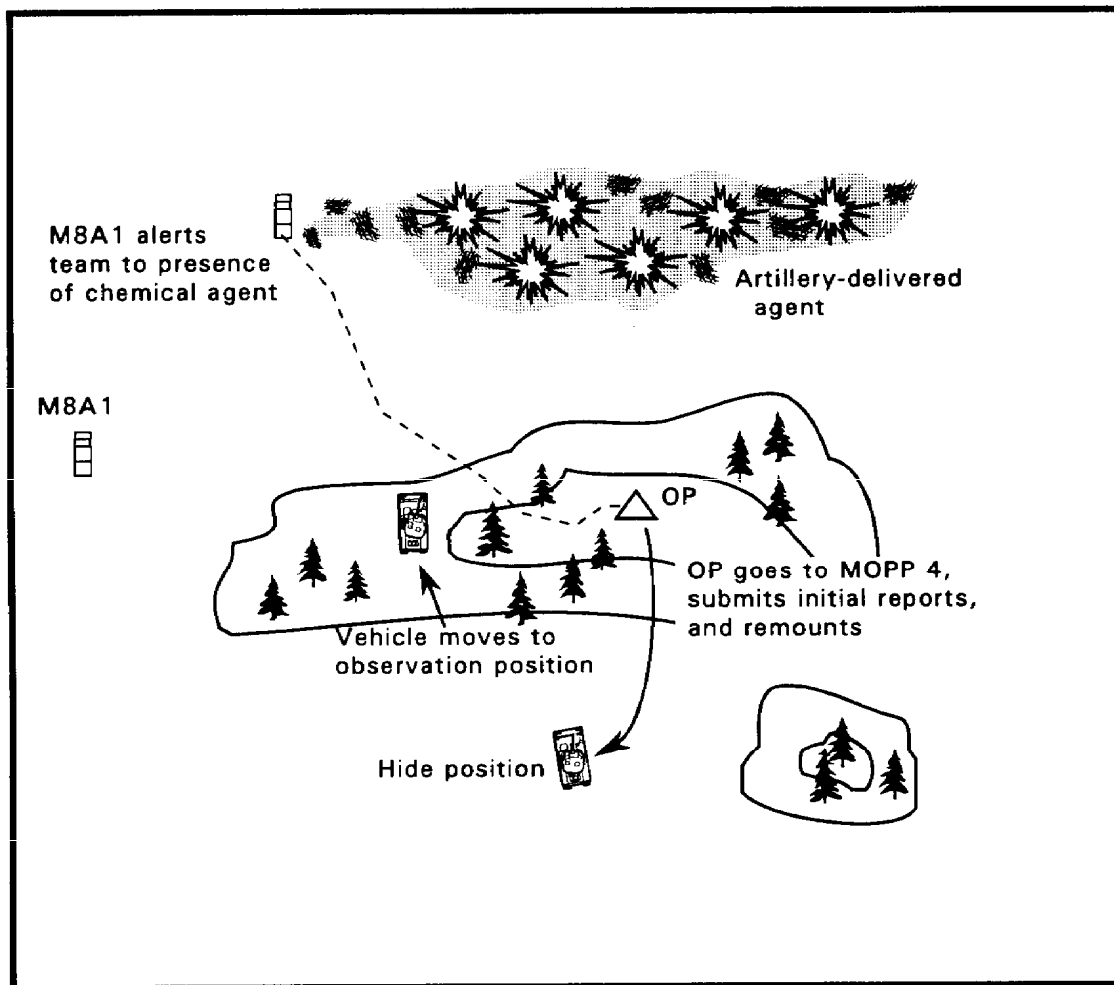 M8A1 alerts
team to presence
of chemical agent
Artillery-delivered
agent
M8A1
OP
OP goes to MOPP 4,
submits initial reports,
and remounts
Vehicle moves to
observation position
Hide position